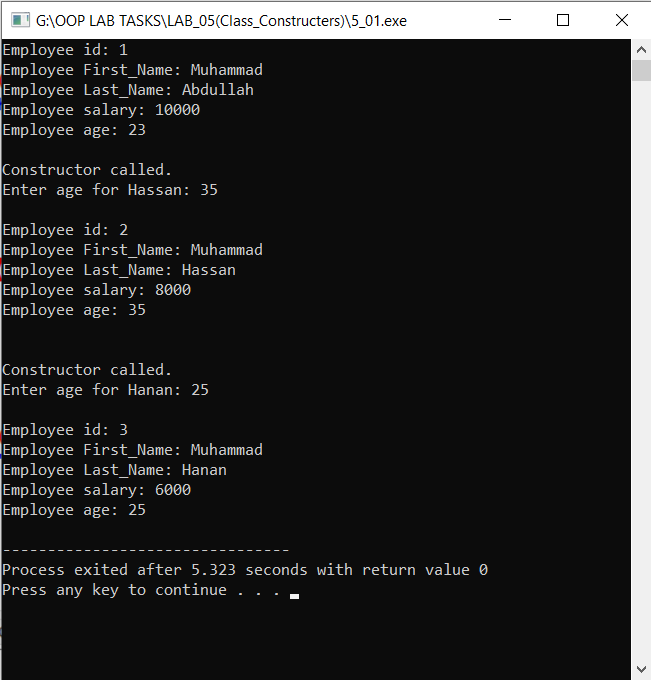 G:\OOP LAB TASKS\LAB_05(Class_Constructers)\5_01.exe
Employee id: 1
Employee First_Name: Muhammad
Employee Last_Name: Abdullah
Employee salary: 10000
Employee age: 23
Constructor called.
Enter age for Hassan: 35
Employee id: 2
Employee First_Name: Muhammad
Employee Last_Name: Hassan
Employee salary: 8000
Employee age: 35
Constructor called.
Enter age for Hanan: 25
Employee id: 3
Employee First_Name: Muhammad
Employee Last_Name: Hanan
Employee salary: 6000
Employee age: 25
--------------------------------
Process exited after 5.323 seconds with return value 0
Press any key to continue . . .